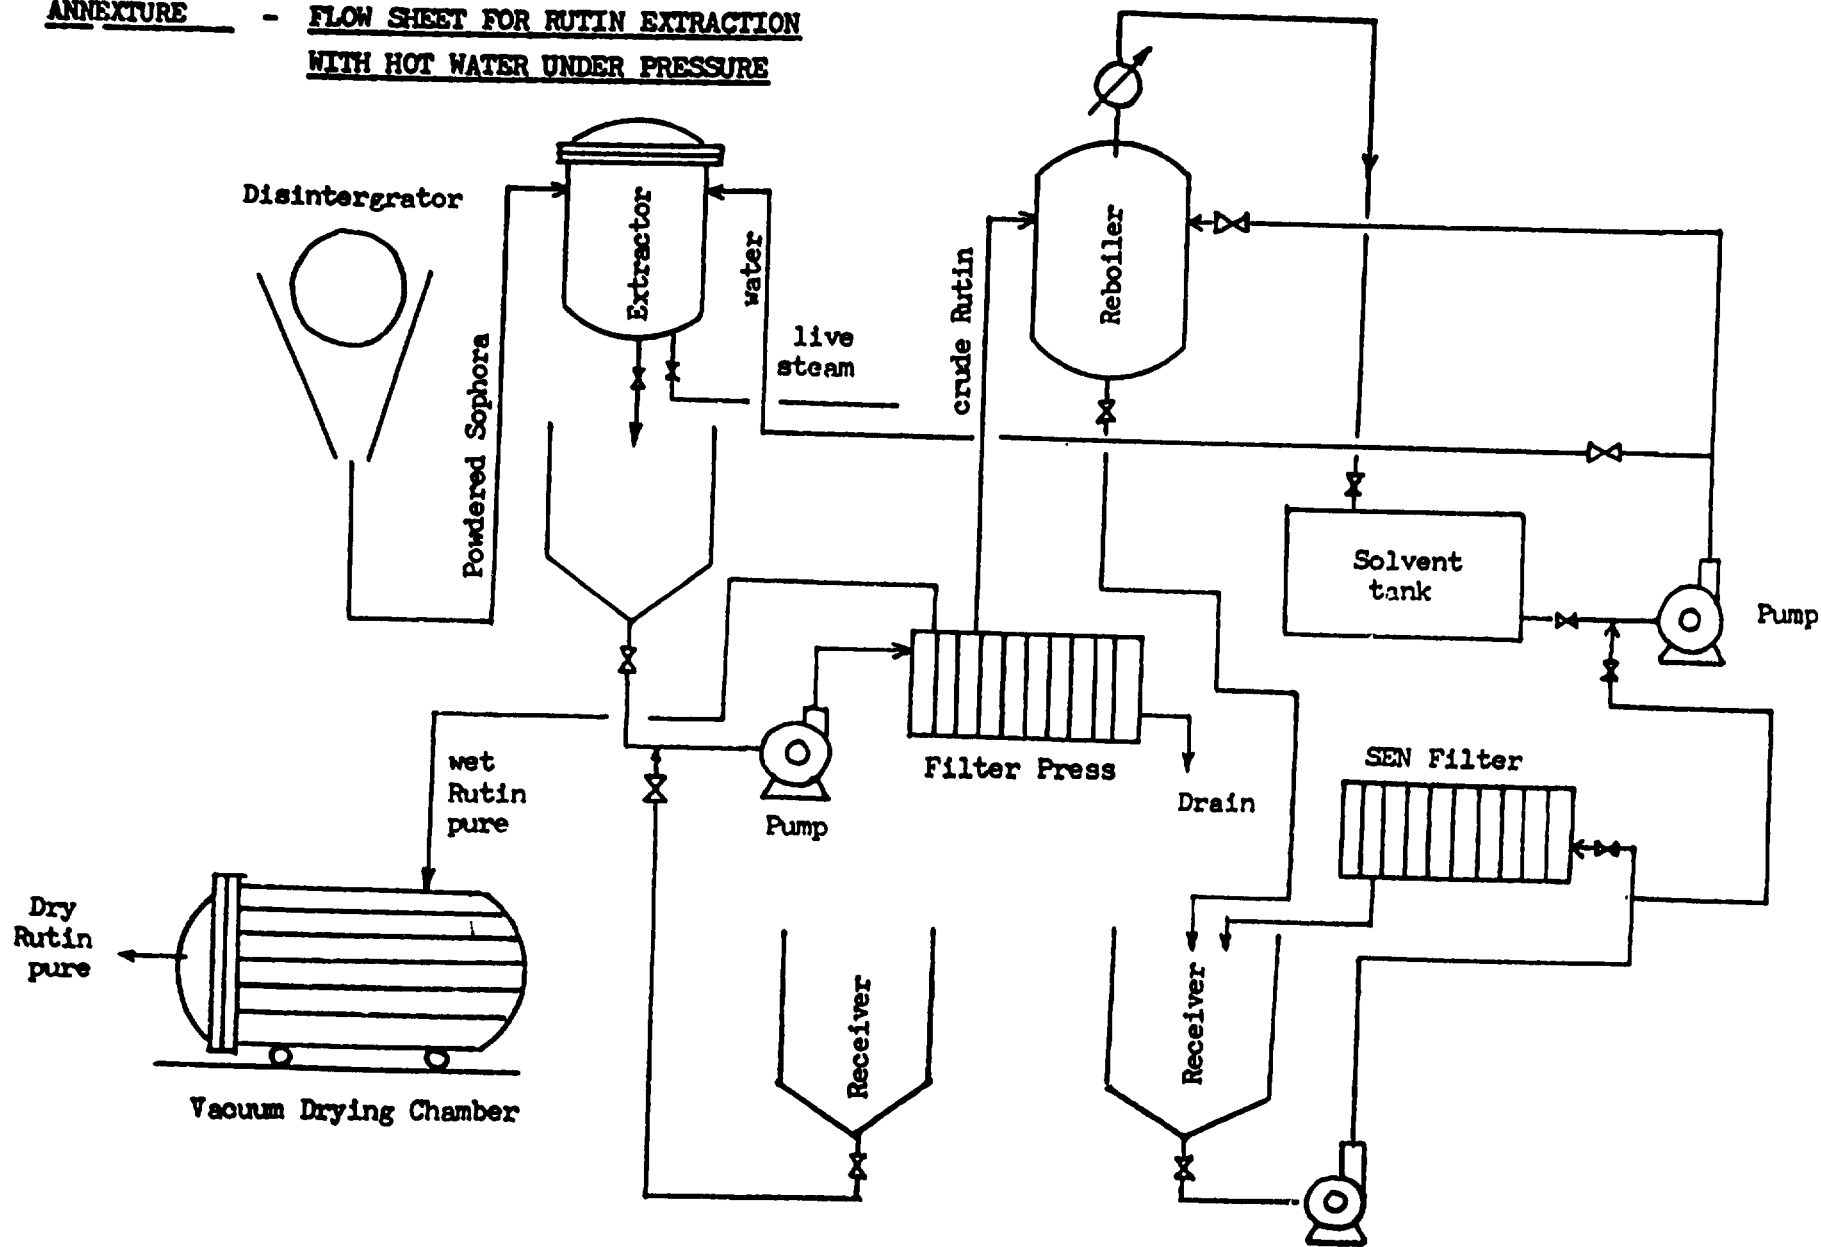 ANNEXTURE - FLOW SHEET FOR RUTIN EXTRACTION
WITH HOT WATER UNDER PRESSURE
Disintergrator
Extractor
Powdered Sophora
water
live
steam
crude Rutin
Reboiler
Solvent
tank
Pump
wet
Rutin
pure
Pump
Filter Press
Drain
SEN Filter
Dry
Rutin
pure
Vacuum Drying Chamber
Receiver
Receiver